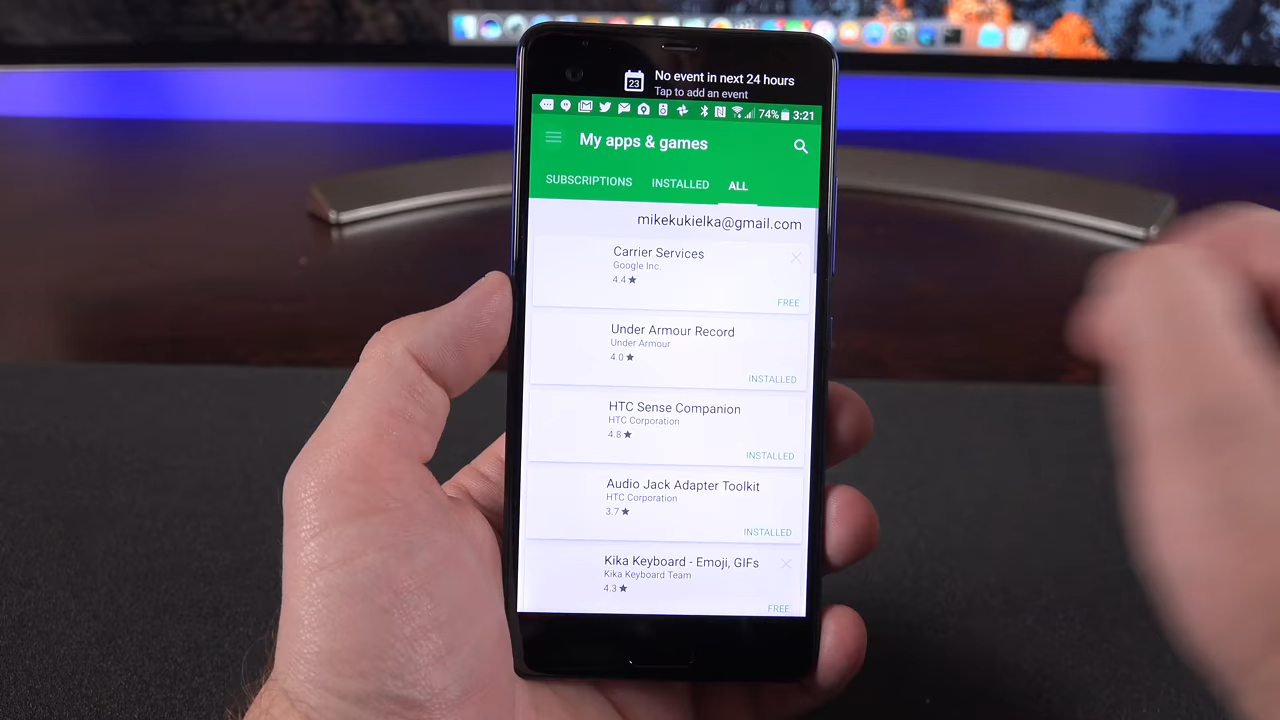 23
No event in next 24 hours
Tap to add an event
74% 3:21
My apps & games
SUBSCRIPTIONS INSTALLED ALL
mikekukielka@gmail.com
Carrier Services
Google Inc.
4.4★
FREE
Under Armour Record
Under Armour
4.0★
INSTALLED
HTC Sense Companion
HTC Corporation
4.8★
INSTALLED
Audio Jack Adapter Toolkit
HTC Corporation
3.7★
INSTALLED
Kika Keyboard - Emoji, GIFs
Kika Keyboard Team
4.3★
FREE